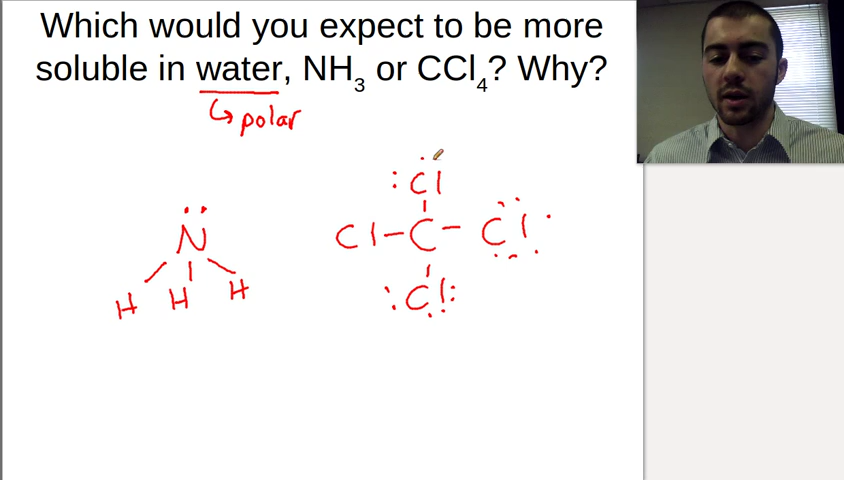 Which would you expect to be more
soluble in water, NH₃ or CCl₄? Why?
↳ polar
:Cl
N
Cl–C–Cl
H H H
:Cl: